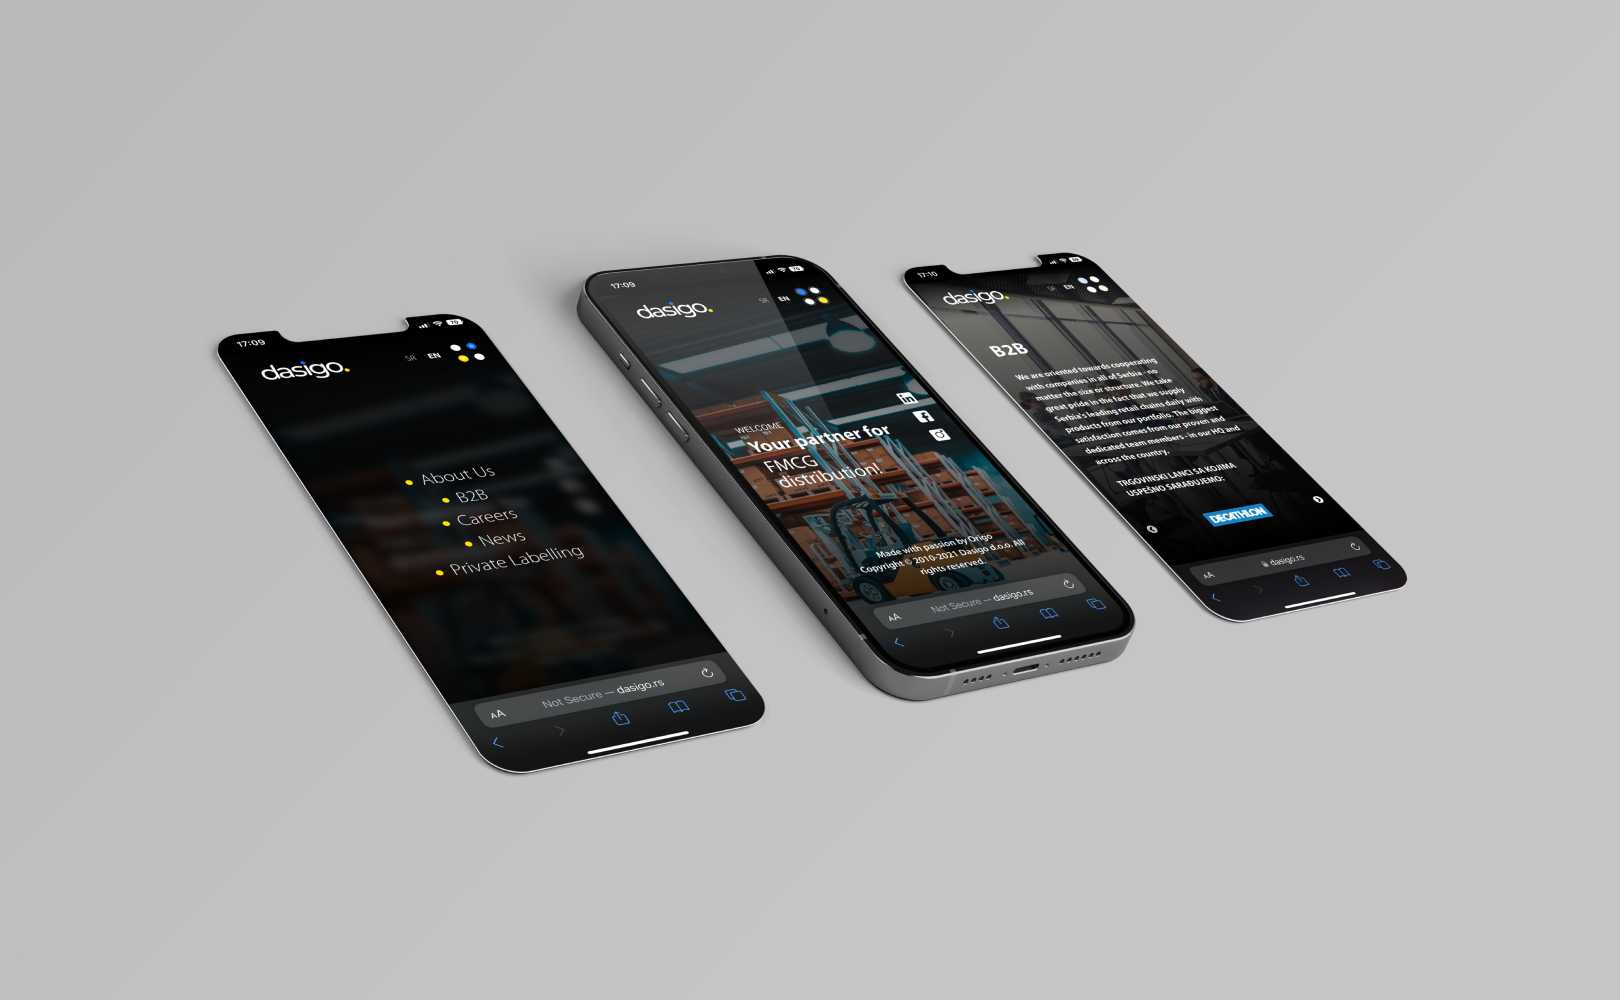 17:09
70
dasigo.
SR EN
About Us
B2B
Careers
News
Private Labelling
AA Not Secure — dasigo.rs
17:09
70
dasigo.
SR EN
in
f
WELCOME
Your partner for
FMCG
distribution!
Made with passion by Origo
Copyright © 2010-2021 Dasigo d.o.o. All
rights reserved.
AA Not Secure — dasigo.rs
17:10
dasigo.
SR EN
B2B
We are oriented towards cooperating
with companies in all of Serbia - no
matter the size or structure. We take
great pride in the fact that we supply
Serbia's leading retail chains daily with
products from our portfolio. The biggest
satisfaction comes from our proven and
dedicated team members - in our HQ and
across the country.
TRGOVINSKI LANCI SA KOJIMA
USPEŠNO SARAĐUJEMO:
DECATHLON
AA dasigo.rs